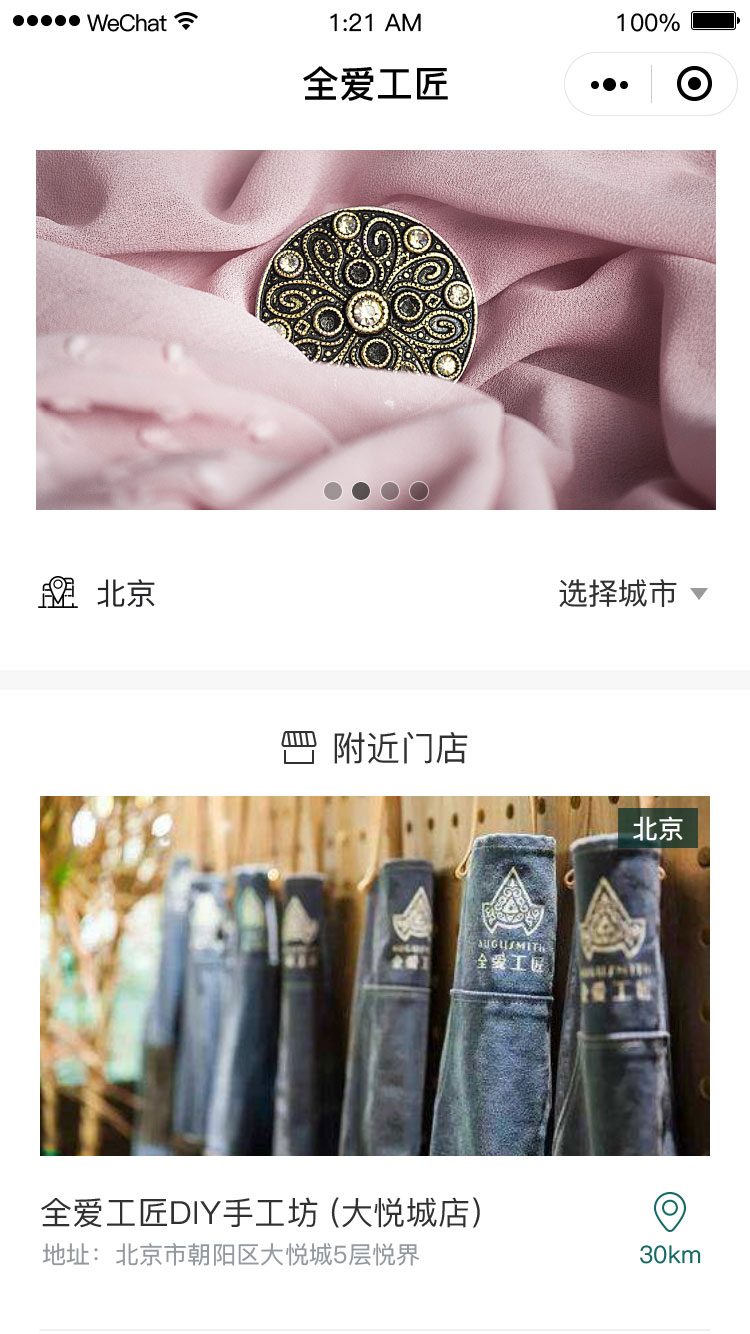 WeChat 1:21 AM 100%
全爱工匠
北京 选择城市
附近门店
北京
全爱工匠
全爱工匠
全爱工匠DIY手工坊 (大悦城店)
地址：北京市朝阳区大悦城5层悦界
30km